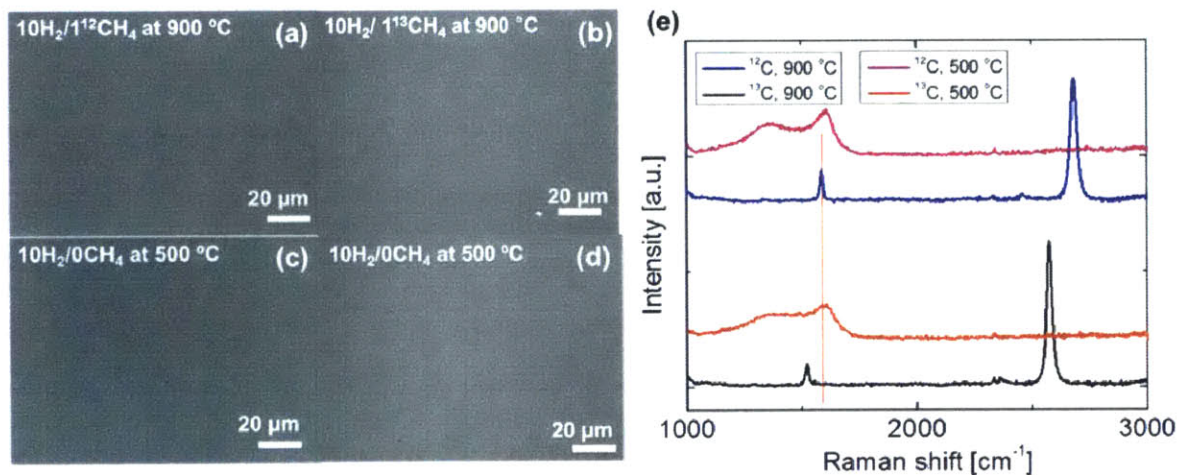 10H₂/1¹²CH₄ at 900 °C (a)
20 µm
10H₂/ 1¹³CH₄ at 900 °C (b)
20 µm
10H₂/0CH₄ at 500 °C (c)
20 µm
10H₂/0CH₄ at 500 °C (d)
20 µm
(e)
¹²C, 900 °C
¹³C, 900 °C
¹²C, 500 °C
¹³C, 500 °C
Intensity [a.u.]
1000 2000 3000
Raman shift [cm⁻¹]